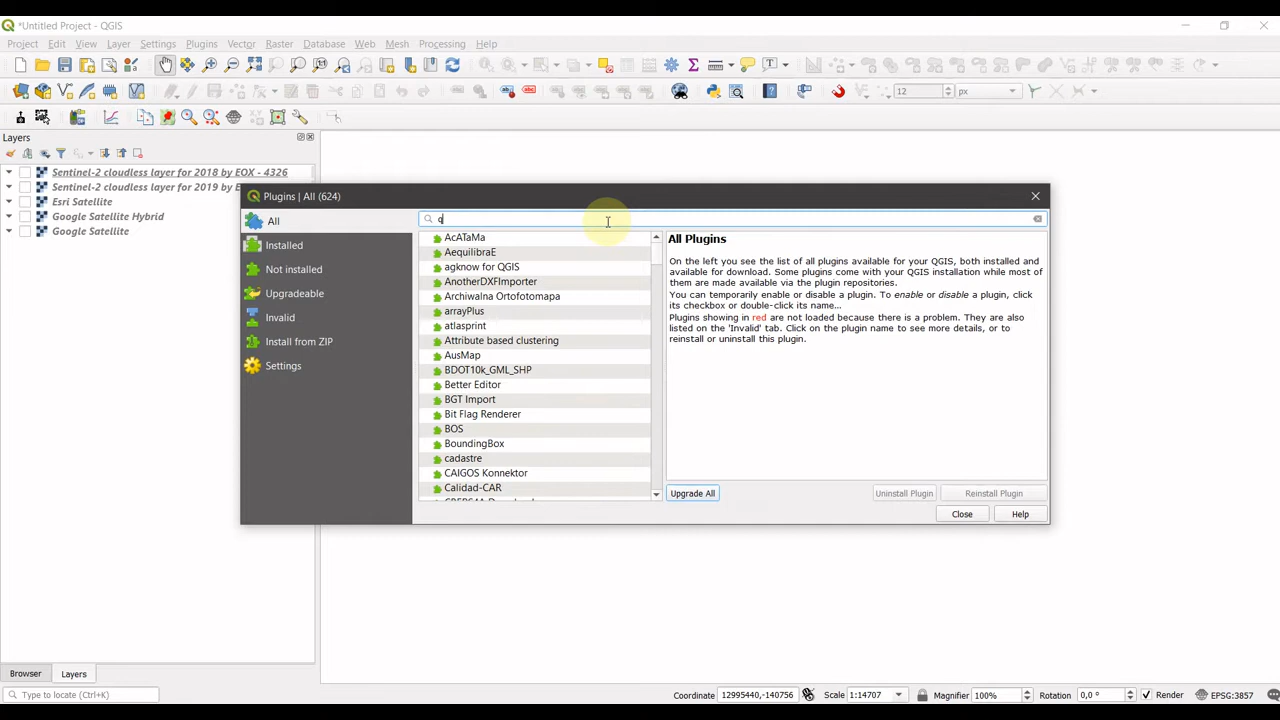 *Untitled Project - QGIS
Project Edit View Layer Settings Plugins Vector Raster Database Web Mesh Processing Help
12 px
Layers
Sentinel-2 cloudless layer for 2018 by EOX - 4326
Sentinel-2 cloudless layer for 2019 by E
Esri Satellite
Google Satellite Hybrid
Google Satellite
Plugins | All (624)
All
Installed
Not installed
Upgradeable
Invalid
Install from ZIP
Settings
q
AcATaMa
AequilibraE
agknow for QGIS
AnotherDXFImporter
Archiwalna Ortofotomapa
arrayPlus
atlasprint
Attribute based clustering
AusMap
BDOT10k_GML_SHP
Better Editor
BGT Import
Bit Flag Renderer
BOS
BoundingBox
cadastre
CAIGOS Konnektor
Calidad-CAR
All Plugins
On the left you see the list of all plugins available for your QGIS, both installed and
available for download. Some plugins come with your QGIS installation while most of
them are made available via the plugin repositories.
You can temporarily enable or disable a plugin. To enable or disable a plugin, click
its checkbox or double-click its name...
Plugins showing in red are not loaded because there is a problem. They are also
listed on the 'Invalid' tab. Click on the plugin name to see more details, or to
reinstall or uninstall this plugin.
Upgrade All Uninstall Plugin Reinstall Plugin
Close Help
Browser Layers
Type to locate (Ctrl+K) Coordinate 12995440,-140756 Scale 1:14707 Magnifier 100% Rotation 0,0 ° Render EPSG:3857